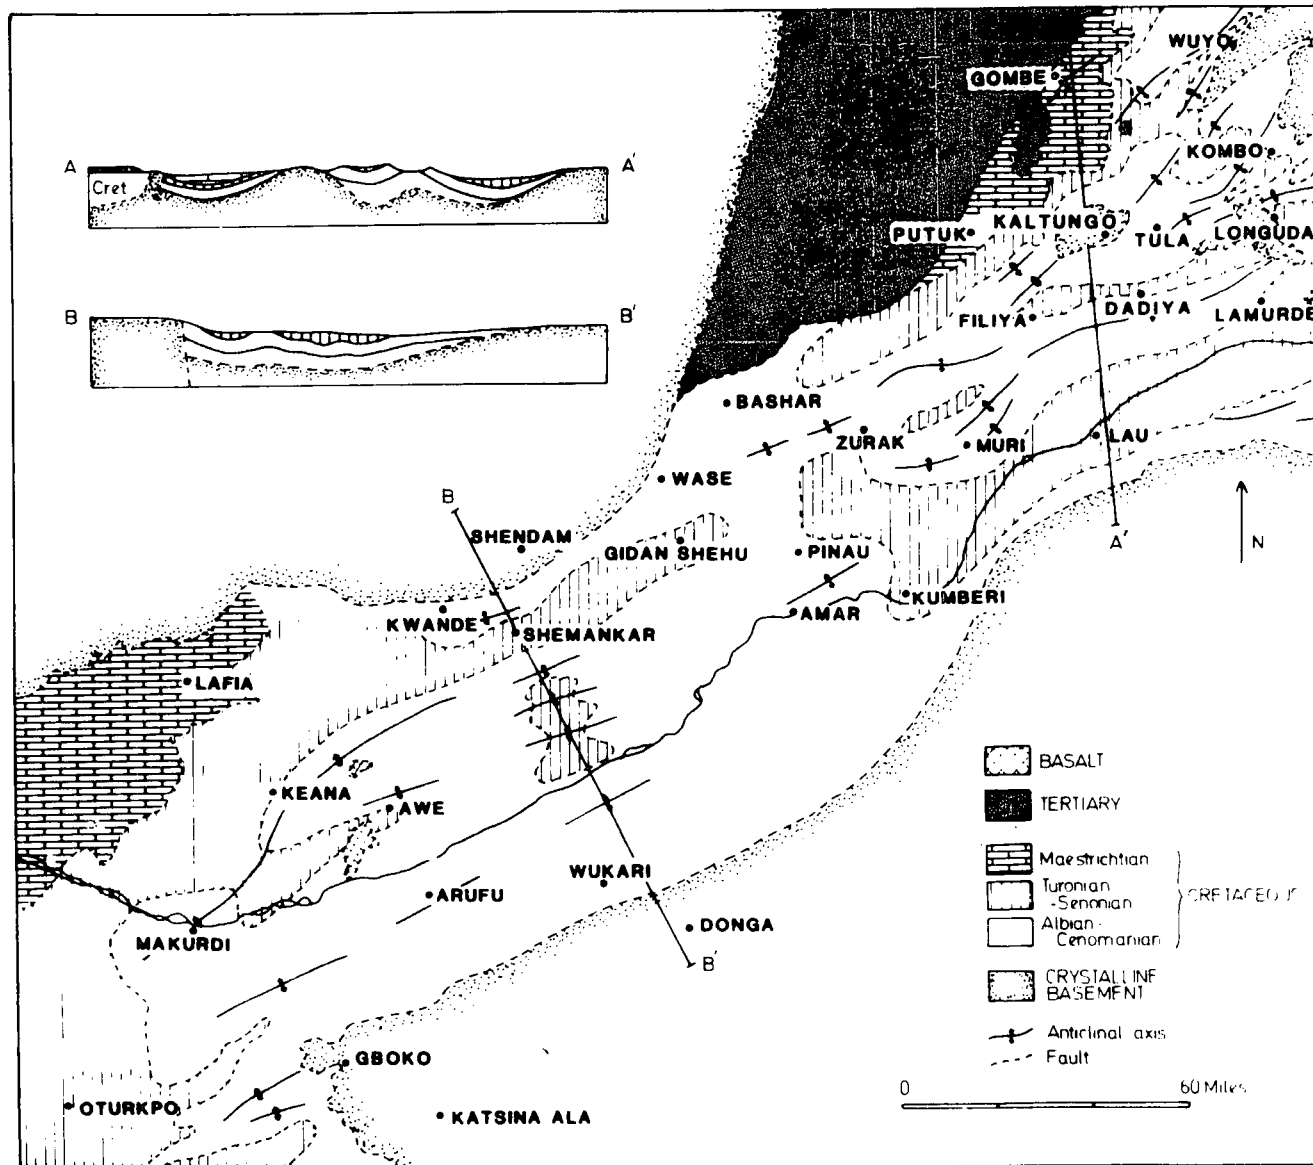 WUYO
GOMBE
KOMBO
A A'
Cret
PUTUK
KALTUNGO
TULA
LONGUDA
B B'
FILIYA
DADIYA
LAMURDE
BASHAR
ZURAK
MURI
LAU
WASE
B
SHENDAM
GIDAN SHEHU
PINAU
A'
N
KWANDE
SHEMANKAR
AMAR
KUMBERI
LAFIA
KEANA
AWE
WUKARI
ARUFU
DONGA
MAKURDI
B'
GBOKO
OTURKPO
KATSINA ALA
BASALT
TERTIARY
Maestrichtian
Turonian
-Senonian
Albian -
Cenomanian
CRYSTALLINE
BASEMENT
Anticlinal axis
Fault
0 60 Miles